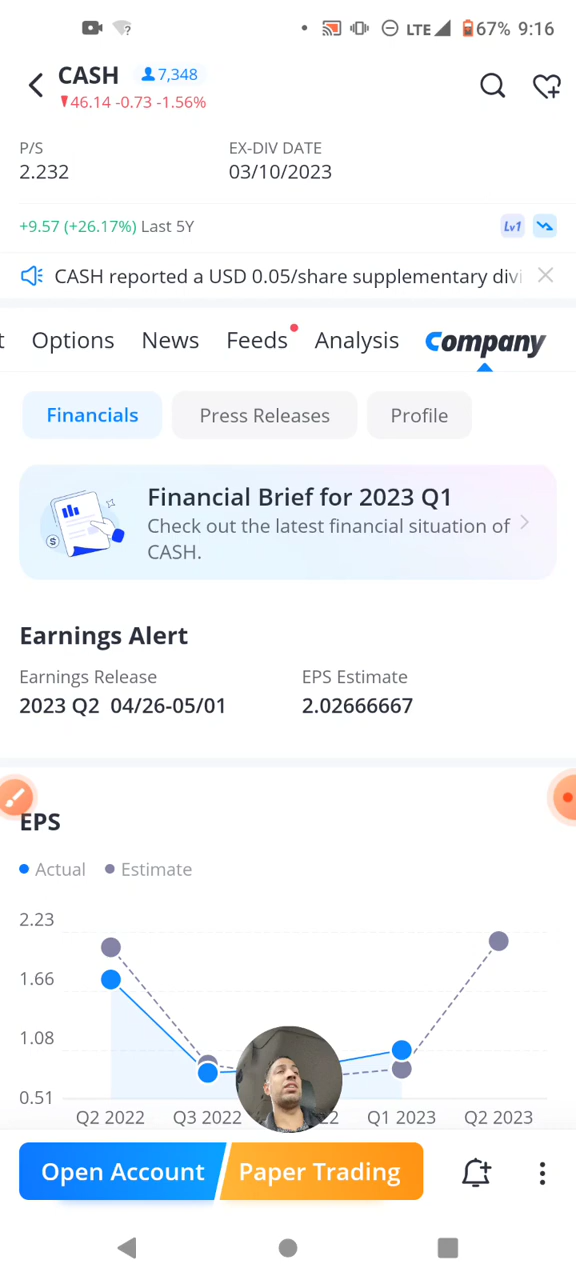 LTE 67% 9:16
CASH 7,348
46.14 -0.73 -1.56%
P/S EX-DIV DATE
2.232 03/10/2023
+9.57 (+26.17%) Last 5Y Lv1
CASH reported a USD 0.05/share supplementary divi
t Options News Feeds Analysis Company
Financials Press Releases Profile
Financial Brief for 2023 Q1
Check out the latest financial situation of
CASH.
Earnings Alert
Earnings Release EPS Estimate
2023 Q2 04/26-05/01 2.02666667
EPS
Actual Estimate
2.23
1.66
1.08
0.51
Q2 2022 Q3 2022 22 Q1 2023 Q2 2023
Open Account Paper Trading